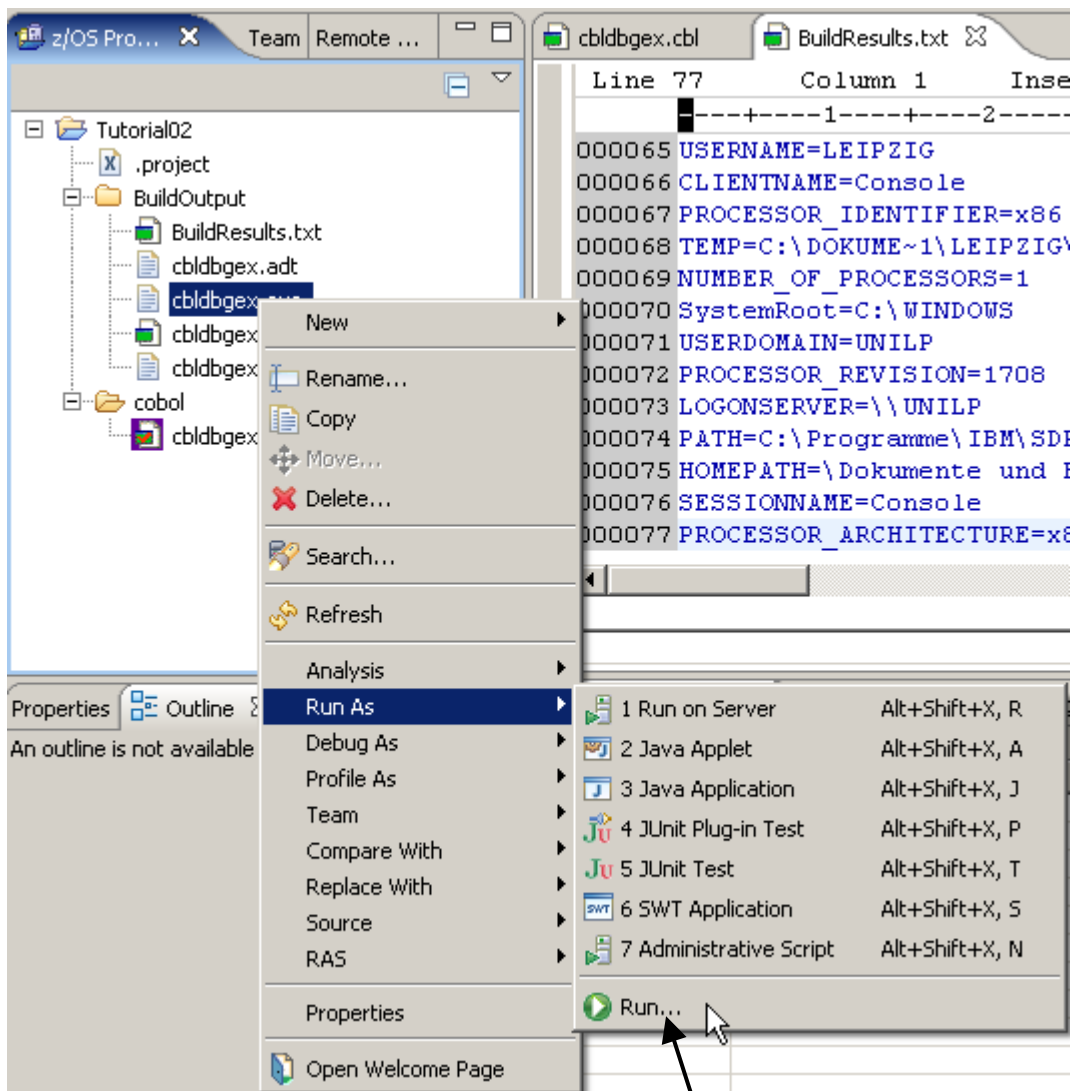 z/OS Pro... Team Remote ...
Tutorial02
.project
BuildOutput
BuildResults.txt
cbldbgex.adt
cbldbgex
cbldbgex
cbldbgex
cobol
cbldbgex
cbldbgex.cbl BuildResults.txt
Line 77 Column 1 Inse
----+----1----+----2-----
000065 USERNAME=LEIPZIG
000066 CLIENTNAME=Console
000067 PROCESSOR_IDENTIFIER=x86
000068 TEMP=C:\DOKUME~1\LEIPZIG\
000069 NUMBER_OF_PROCESSORS=1
000070 SystemRoot=C:\WINDOWS
000071 USERDOMAIN=UNILP
000072 PROCESSOR_REVISION=1708
000073 LOGONSERVER=\\UNILP
000074 PATH=C:\Programme\IBM\SDP
000075 HOMEPATH=\Dokumente und E
000076 SESSIONNAME=Console
000077 PROCESSOR_ARCHITECTURE=x8
Properties Outline
An outline is not available
New
Rename...
Copy
Move...
Delete...
Search...
Refresh
Analysis
Run As
Debug As
Profile As
Team
Compare With
Replace With
Source
RAS
Properties
Open Welcome Page
1 Run on Server Alt+Shift+X, R
2 Java Applet Alt+Shift+X, A
3 Java Application Alt+Shift+X, J
4 JUnit Plug-in Test Alt+Shift+X, P
5 JUnit Test Alt+Shift+X, T
6 SWT Application Alt+Shift+X, S
7 Administrative Script Alt+Shift+X, N
Run...